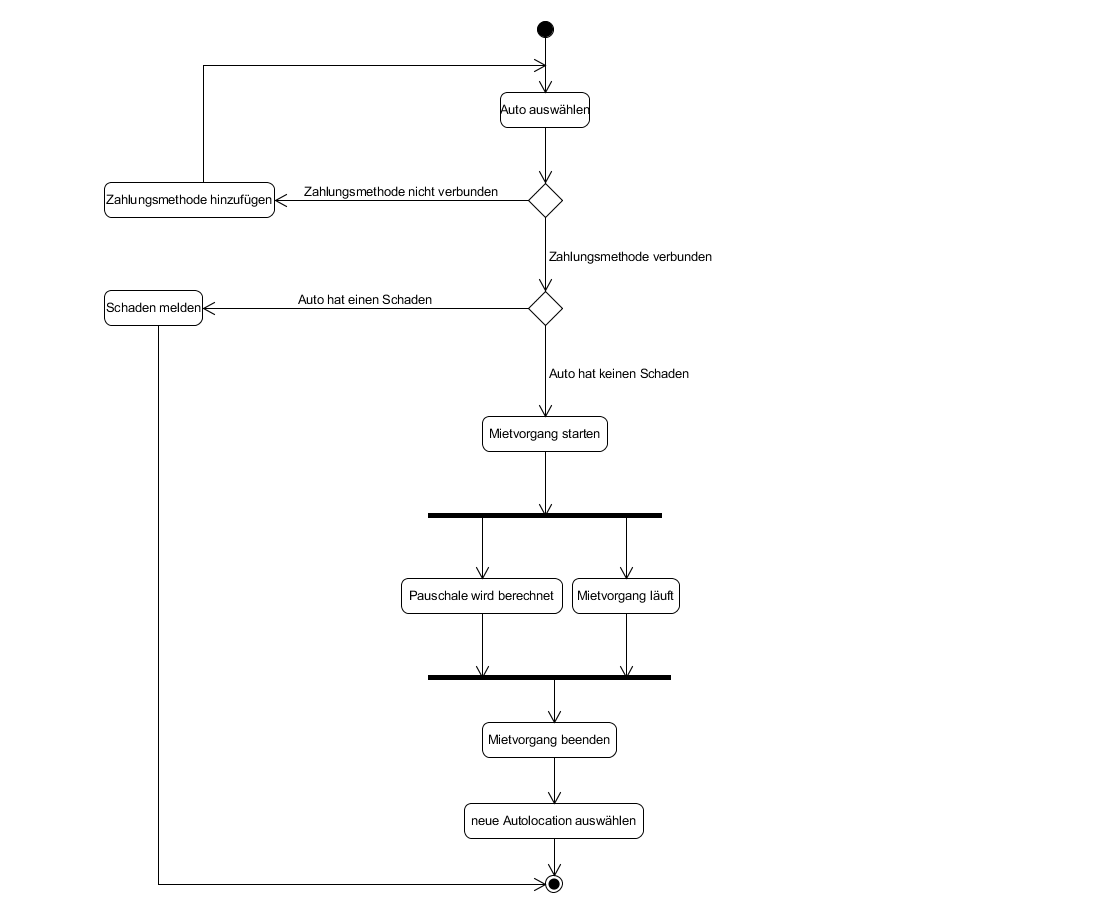 Auto auswählen
Zahlungsmethode nicht verbunden
Zahlungsmethode hinzufügen
Zahlungsmethode verbunden
Auto hat einen Schaden
Schaden melden
Auto hat keinen Schaden
Mietvorgang starten
Pauschale wird berechnet
Mietvorgang läuft
Mietvorgang beenden
neue Autolocation auswählen